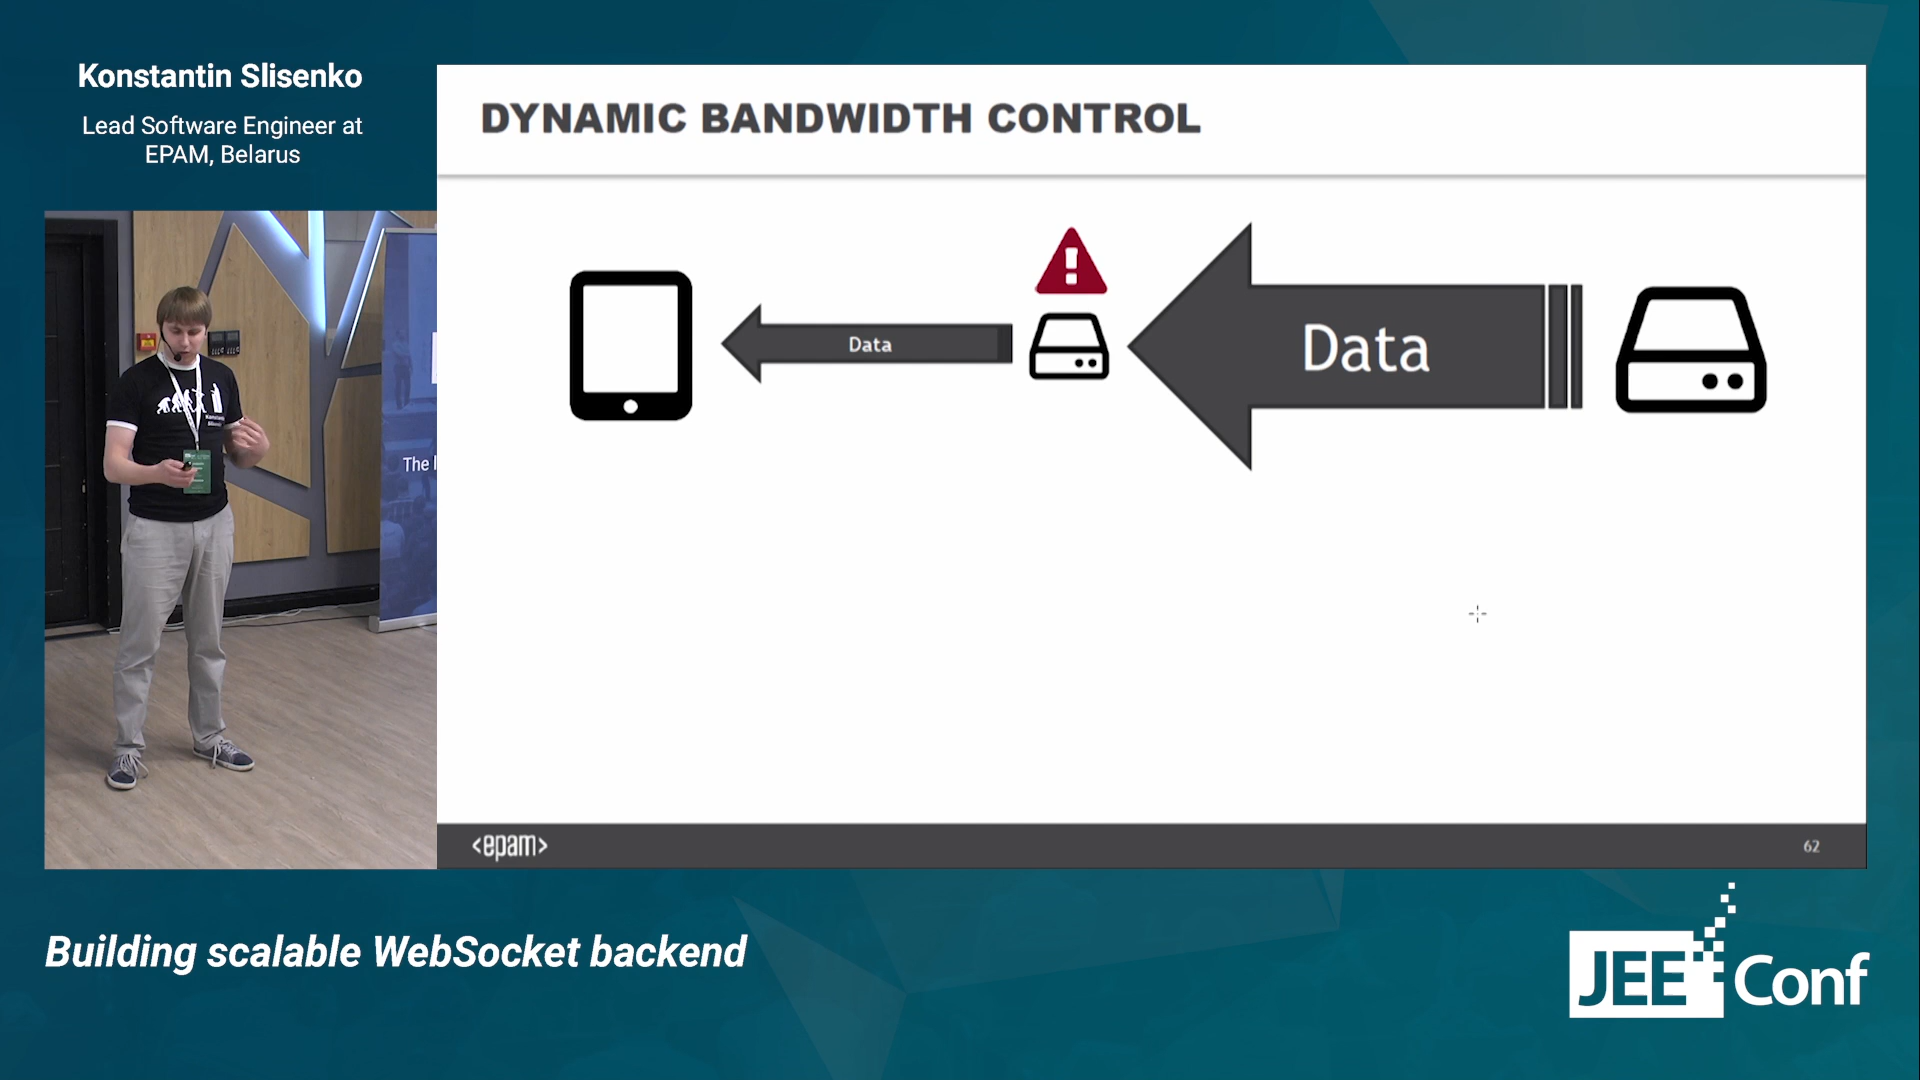 Konstantin Slisenko
Lead Software Engineer at
EPAM, Belarus
DYNAMIC BANDWIDTH CONTROL
Data
Data
The
<epam>
62
Building scalable WebSocket backend
JEE Conf